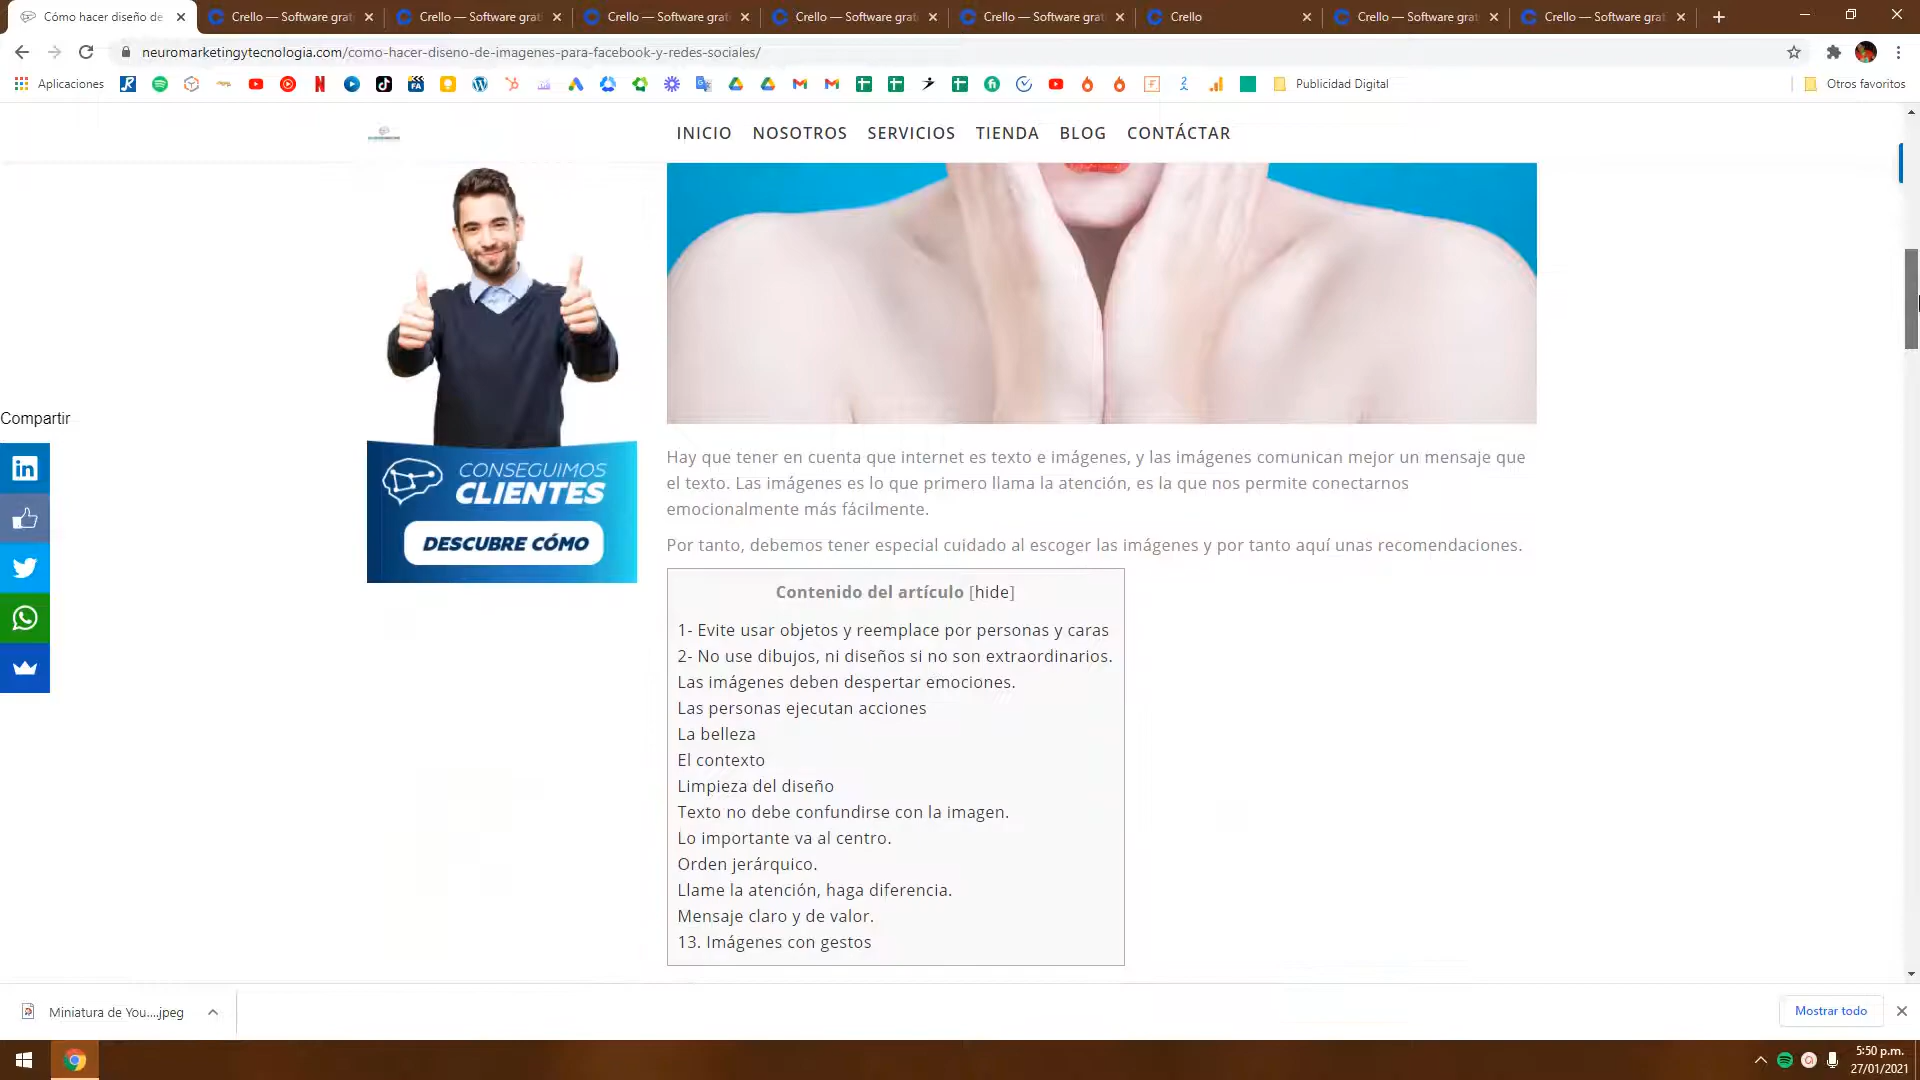 Cómo hacer diseño de
Crello — Software grat
Crello — Software grati
Crello — Software grat
Crello — Software grat
Crello — Software grat
Crello
Crello — Software grat
Crello — Software grat
neuromarketingytecnologia.com/como-hacer-diseno-de-imagenes-para-facebook-y-redes-sociales/
Aplicaciones
Publicidad Digital
Otros favoritos
INICIO NOSOTROS SERVICIOS TIENDA BLOG CONTÁCTAR
Compartir
CONSEGUIMOS
CLIENTES
DESCUBRE CÓMO
Hay que tener en cuenta que internet es texto e imágenes, y las imágenes comunican mejor un mensaje que
el texto. Las imágenes es lo que primero llama la atención, es la que nos permite conectarnos
emocionalmente más fácilmente.
Por tanto, debemos tener especial cuidado al escoger las imágenes y por tanto aquí unas recomendaciones.
Contenido del artículo [hide]
1- Evite usar objetos y reemplace por personas y caras
2- No use dibujos, ni diseños si no son extraordinarios.
Las imágenes deben despertar emociones.
Las personas ejecutan acciones
La belleza
El contexto
Limpieza del diseño
Texto no debe confundirse con la imagen.
Lo importante va al centro.
Orden jerárquico.
Llame la atención, haga diferencia.
Mensaje claro y de valor.
13. Imágenes con gestos
Miniatura de You....jpeg
Mostrar todo
5:50 p.m.
27/01/2021